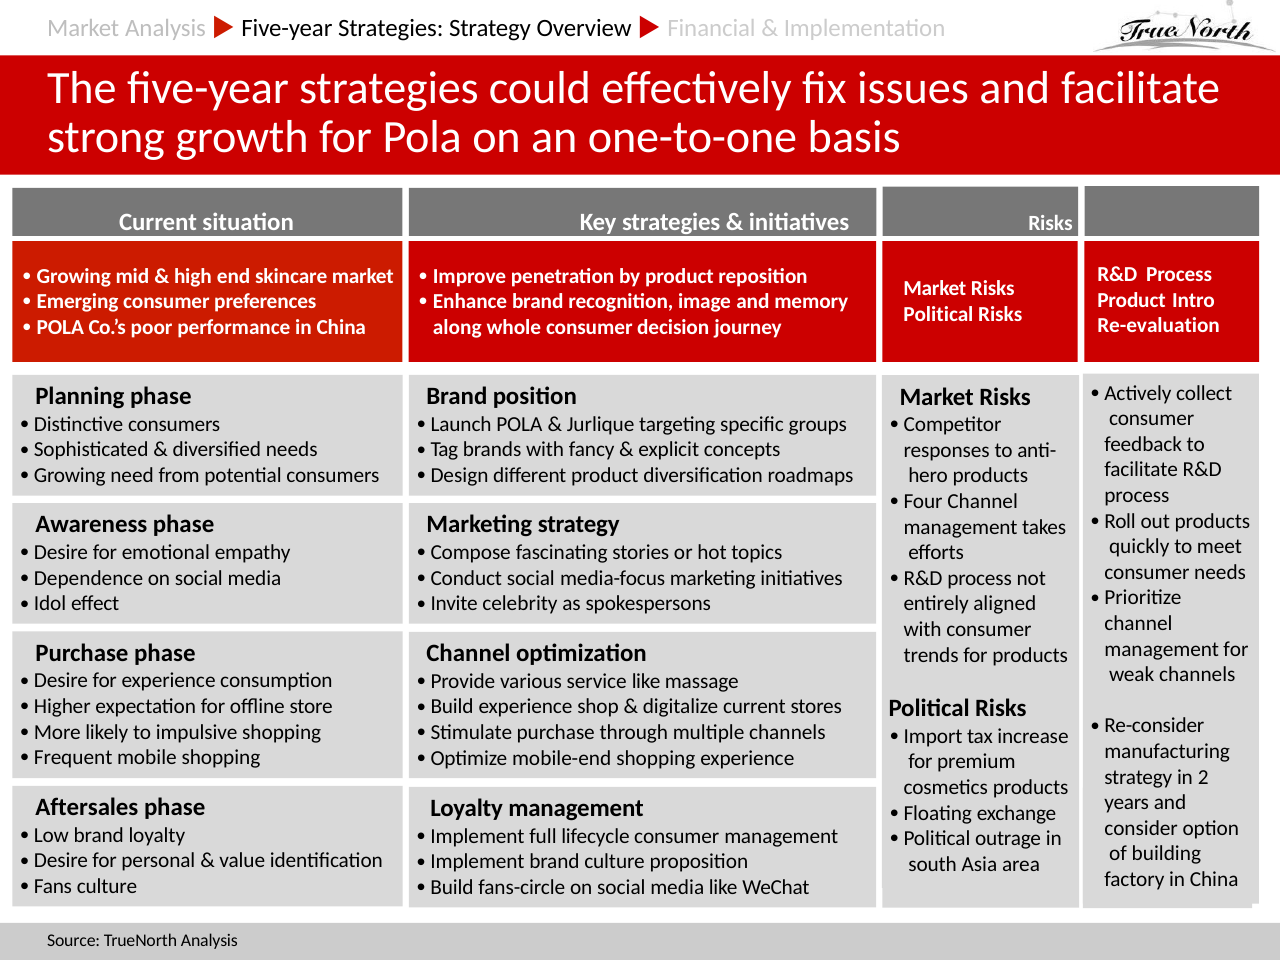 Market Analysis ▶ Five-year Strategies: Strategy Overview ▶ Financial & Implementation
TrueNorth
The five-year strategies could effectively fix issues and facilitate
strong growth for Pola on an one-to-one basis
Current situation
• Growing mid & high end skincare market
• Emerging consumer preferences
• POLA Co.’s poor performance in China
Planning phase
• Distinctive consumers
• Sophisticated & diversified needs
• Growing need from potential consumers
Awareness phase
• Desire for emotional empathy
• Dependence on social media
• Idol effect
Purchase phase
• Desire for experience consumption
• Higher expectation for offline store
• More likely to impulsive shopping
• Frequent mobile shopping
Aftersales phase
• Low brand loyalty
• Desire for personal & value identification
• Fans culture
Key strategies & initiatives
• Improve penetration by product reposition
• Enhance brand recognition, image and memory
along whole consumer decision journey
Brand position
• Launch POLA & Jurlique targeting specific groups
• Tag brands with fancy & explicit concepts
• Design different product diversification roadmaps
Marketing strategy
• Compose fascinating stories or hot topics
• Conduct social media-focus marketing initiatives
• Invite celebrity as spokespersons
Channel optimization
• Provide various service like massage
• Build experience shop & digitalize current stores
• Stimulate purchase through multiple channels
• Optimize mobile-end shopping experience
Loyalty management
• Implement full lifecycle consumer management
• Implement brand culture proposition
• Build fans-circle on social media like WeChat
Risks
Market Risks
Political Risks
Market Risks
• Competitor
responses to anti-
hero products
• Four Channel
management takes
efforts
• R&D process not
entirely aligned
with consumer
trends for products
Political Risks
• Import tax increase
for premium
cosmetics products
• Floating exchange
• Political outrage in
south Asia area
R&D Process
Product Intro
Re-evaluation
• Actively collect
consumer
feedback to
facilitate R&D
process
• Roll out products
quickly to meet
consumer needs
• Prioritize
channel
management for
weak channels
• Re-consider
manufacturing
strategy in 2
years and
consider option
of building
factory in China
Source: TrueNorth Analysis